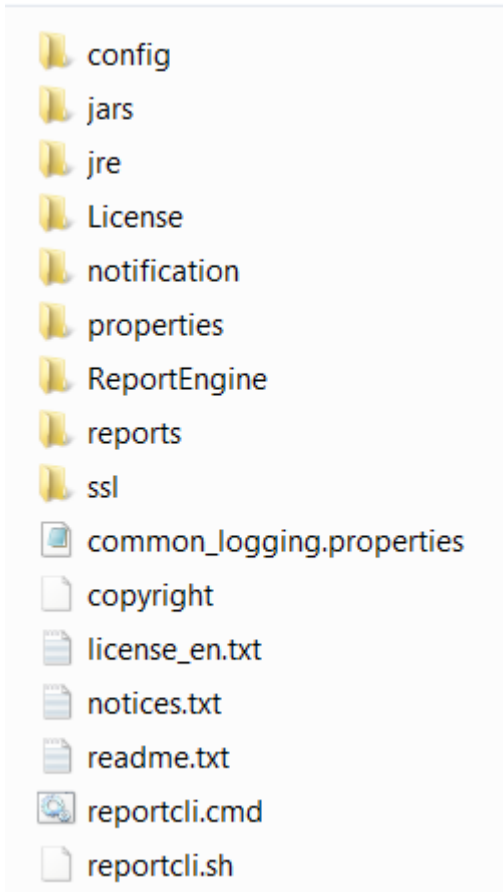 config
jars
jre
License
notification
properties
ReportEngine
reports
ssl
common_logging.properties
copyright
license_en.txt
notices.txt
readme.txt
reportcli.cmd
reportcli.sh